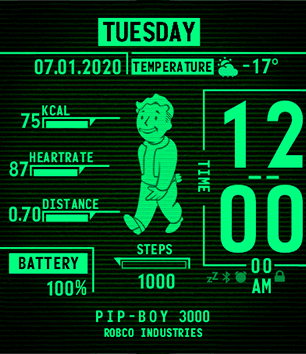 TUESDAY
07.01.2020 TEMPERATURE -17°
KCAL
75
HEARTRATE
87
DISTANCE
0.70
TIME
12
00
00
AM
zZ
BATTERY
100%
STEPS
1000
PIP-BOY 3000
ROBCO INDUSTRIES